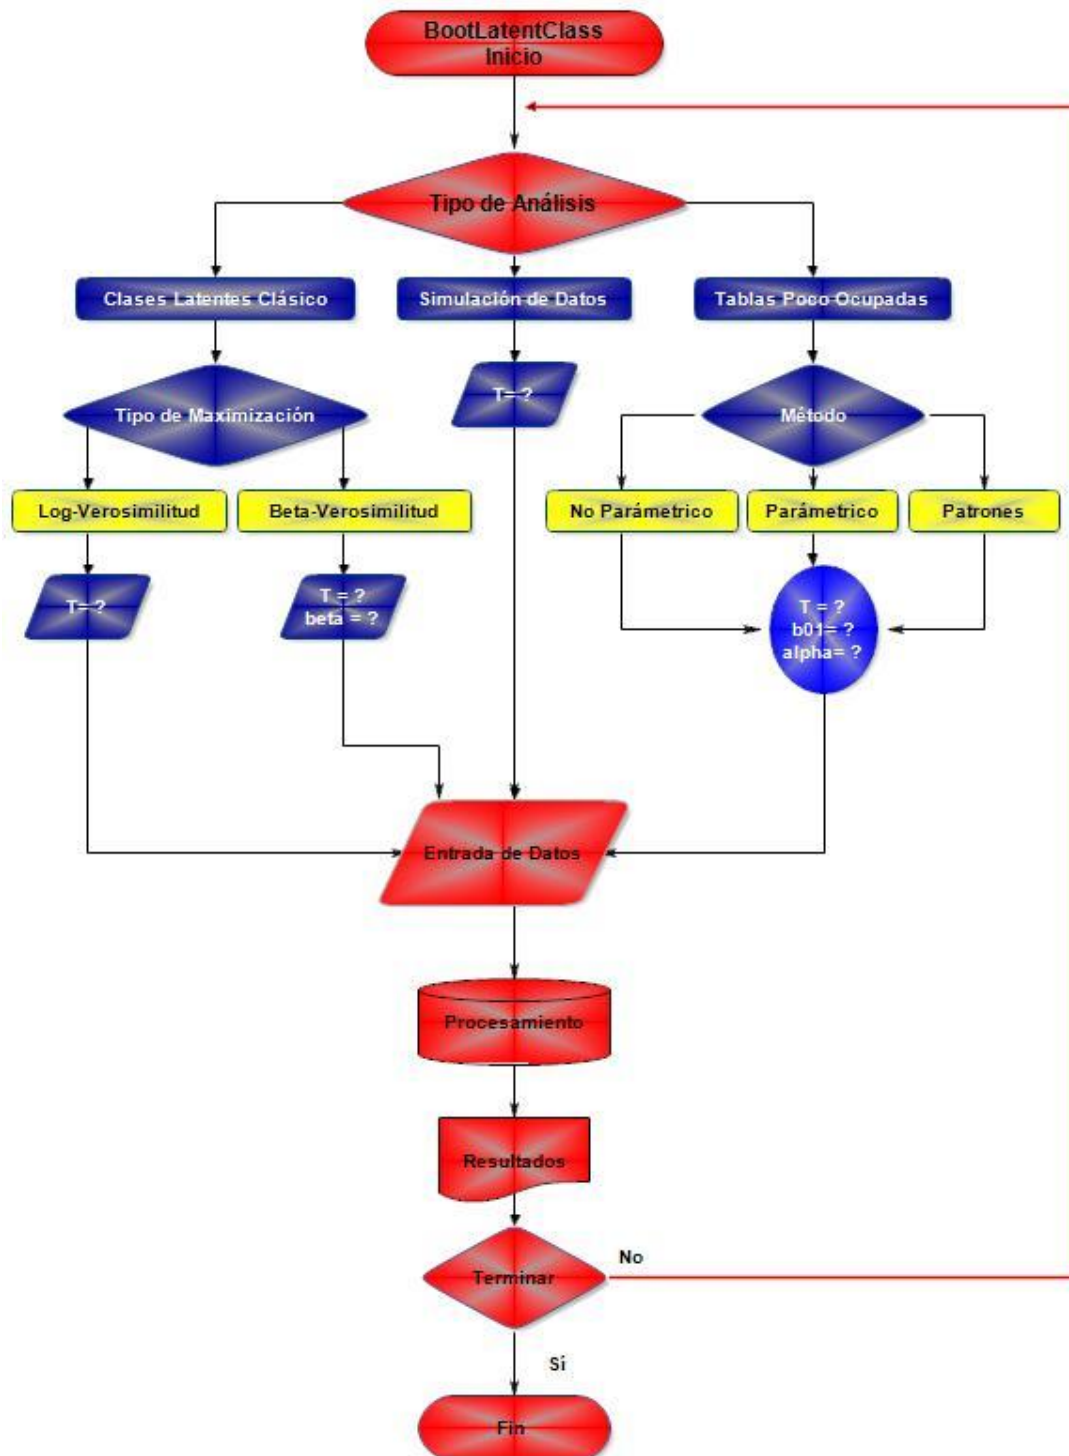 BootLatentClass
Inicio
Tipo de Análisis
Clases Latentes Clásico
Simulación de Datos
Tablas Poco Ocupadas
T= ?
Tipo de Maximización
Método
Log-Verosimilitud
Beta-Verosimilitud
No Parámetrico
Parámetrico
Patrones
T= ?
T = ?
beta = ?
T = ?
b01= ?
alpha= ?
Entrada de Datos
Procesamiento
Resultados
Terminar
No
Sí
Fin